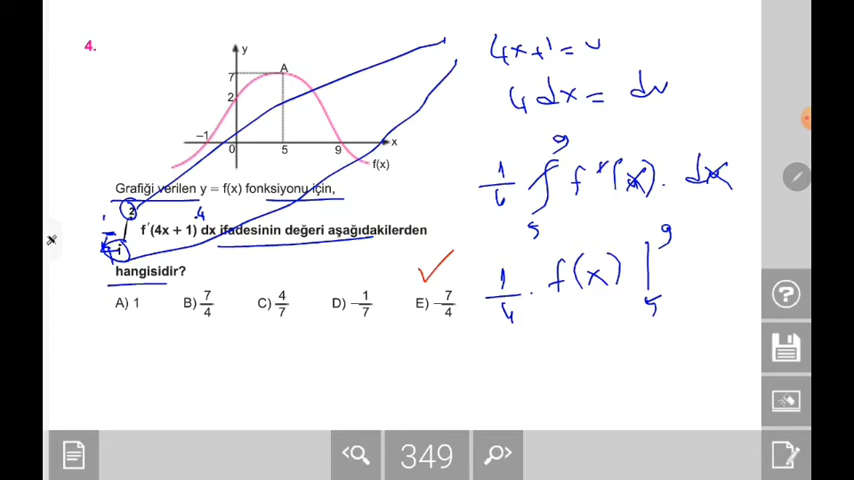 4.
y
A
7
2
-1
0
5
9
x
f(x)
Grafiği verilen y = f(x) fonksiyonu için,
2
1
f'(4x + 1) dx ifadesinin değeri aşağıdakilerden
hangisidir?
A) 1 B) 7/4 C) 4/7 D) -1/7 E) -7/4
4x+1 = u
4 dx = du
9
5
f'(x). dx
1/4 . f(x) | 9
5
.4
349
?